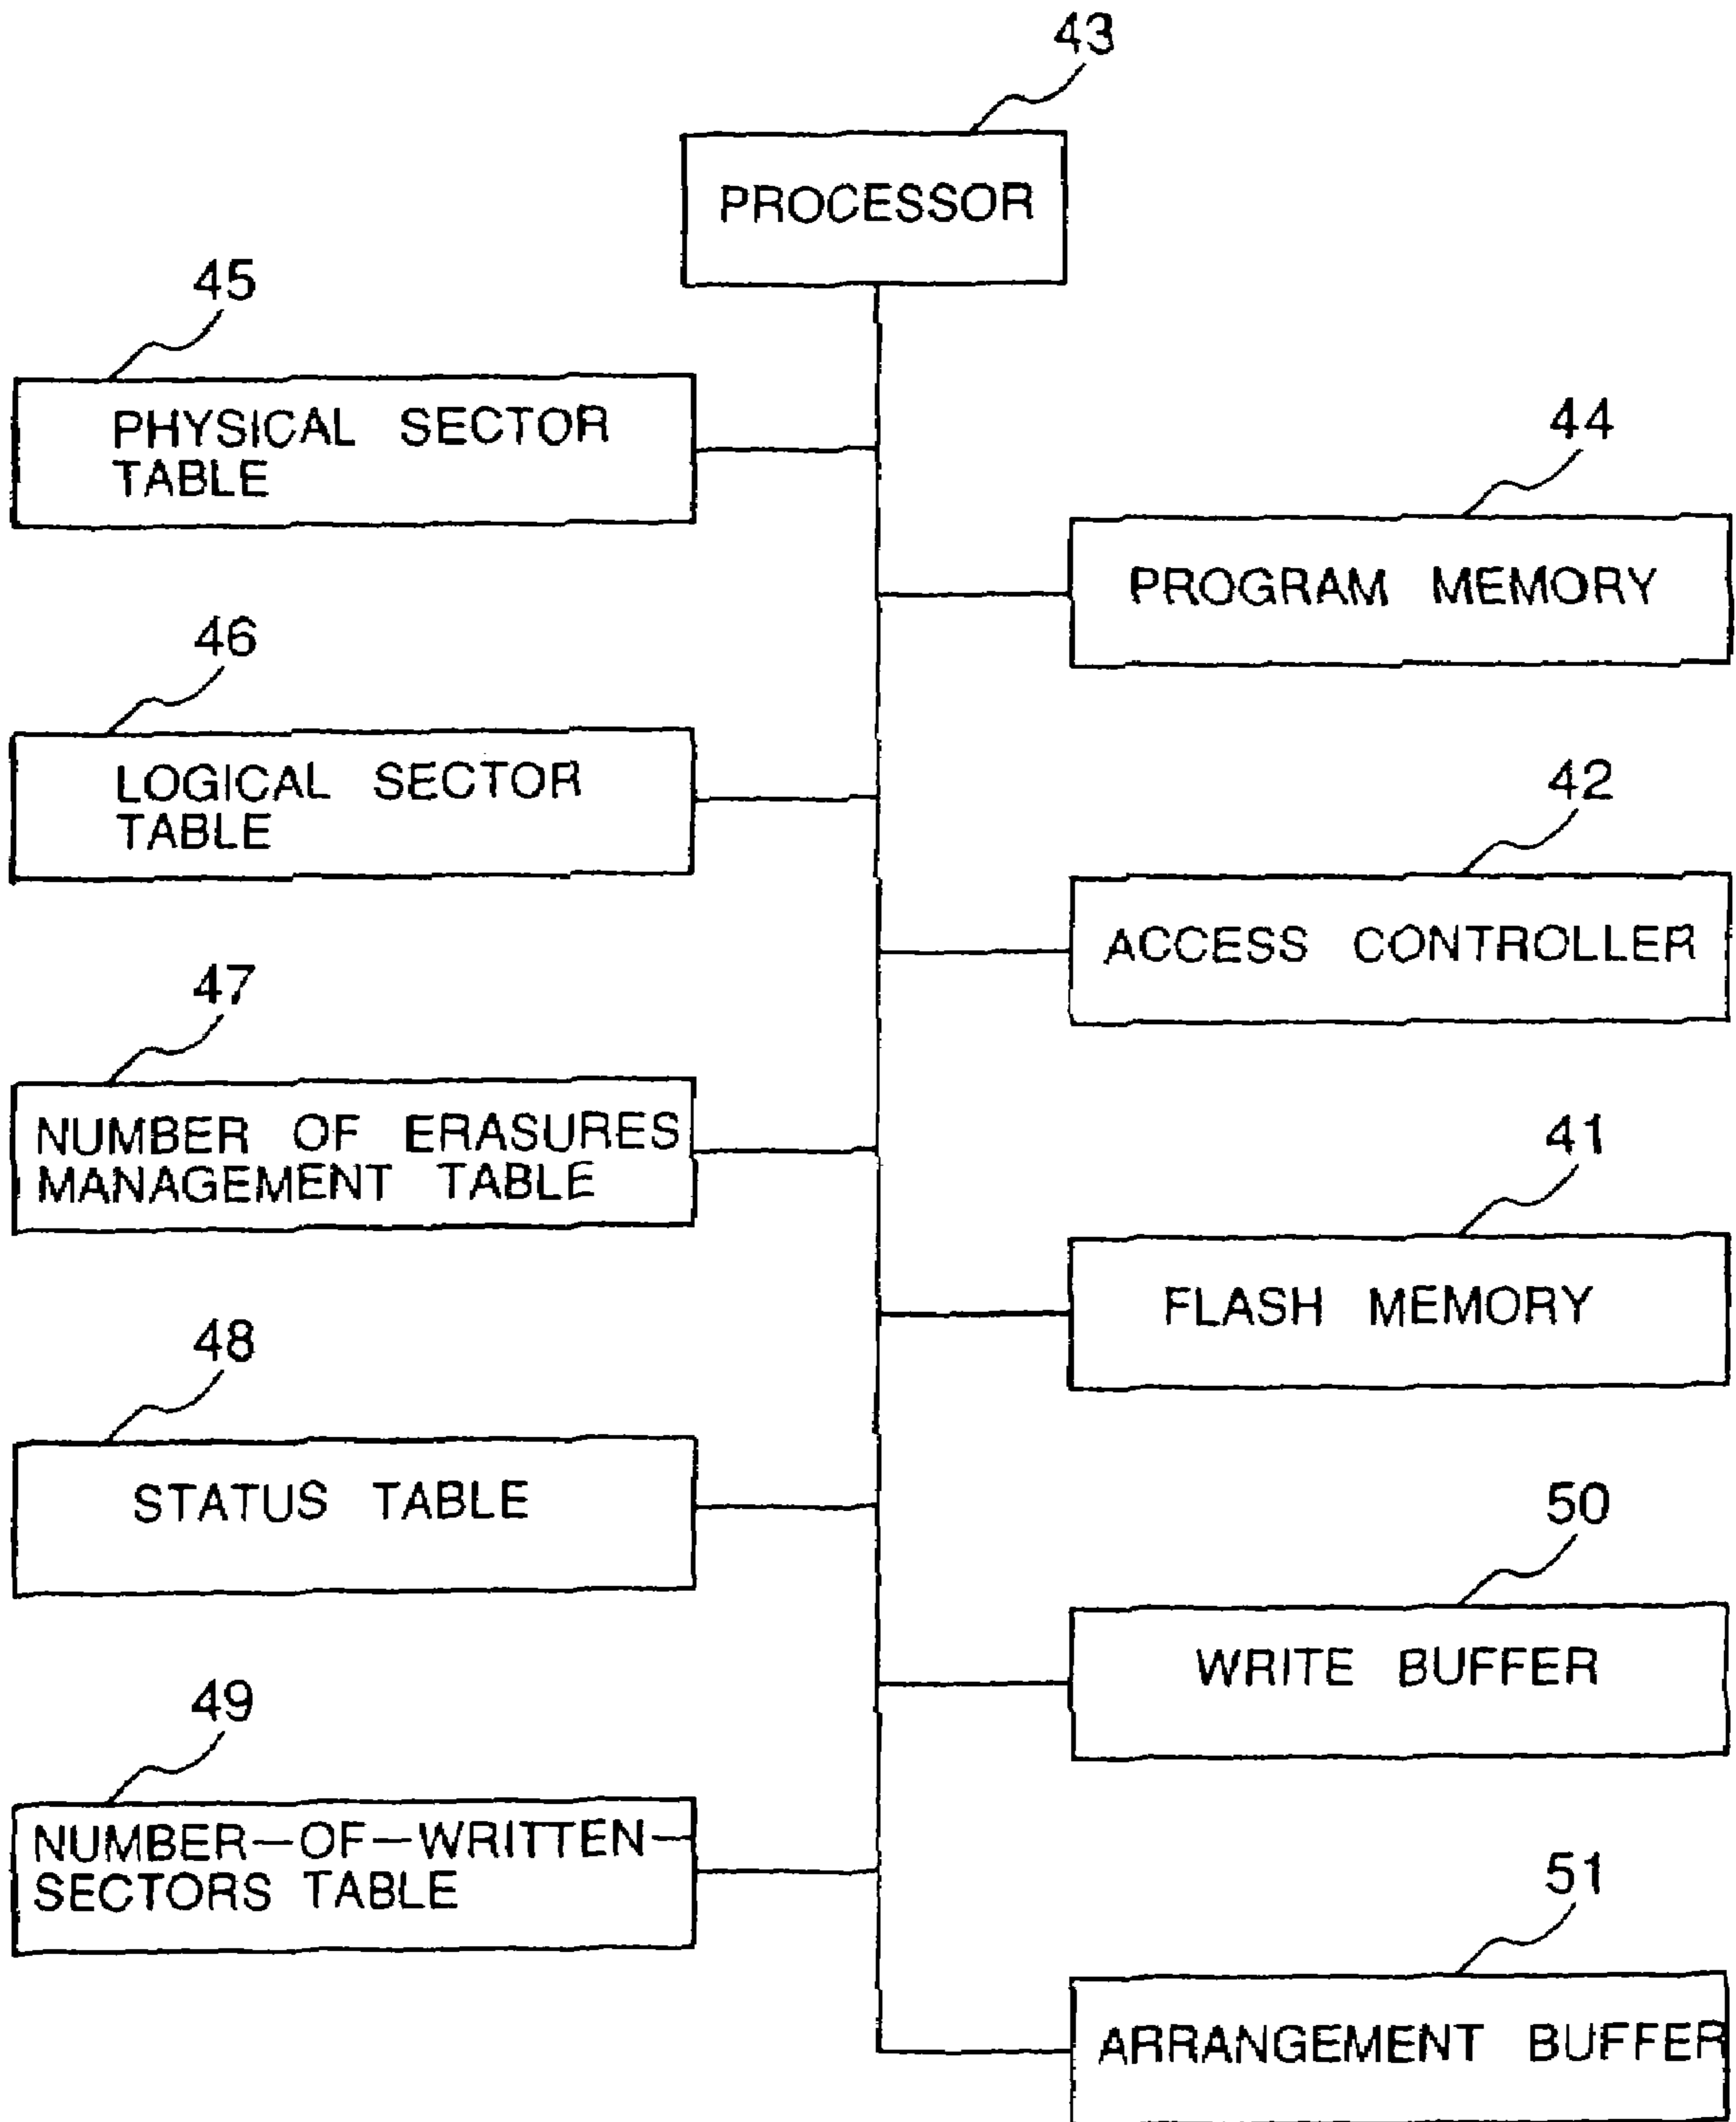 43
PROCESSOR
45
PHYSICAL SECTOR
TABLE
44
PROGRAM MEMORY
46
LOGICAL SECTOR
TABLE
42
ACCESS CONTROLLER
47
NUMBER OF ERASURES
MANAGEMENT TABLE
41
FLASH MEMORY
48
STATUS TABLE
50
WRITE BUFFER
49
NUMBER-OF-WRITTEN-
SECTORS TABLE
51
ARRANGEMENT BUFFER